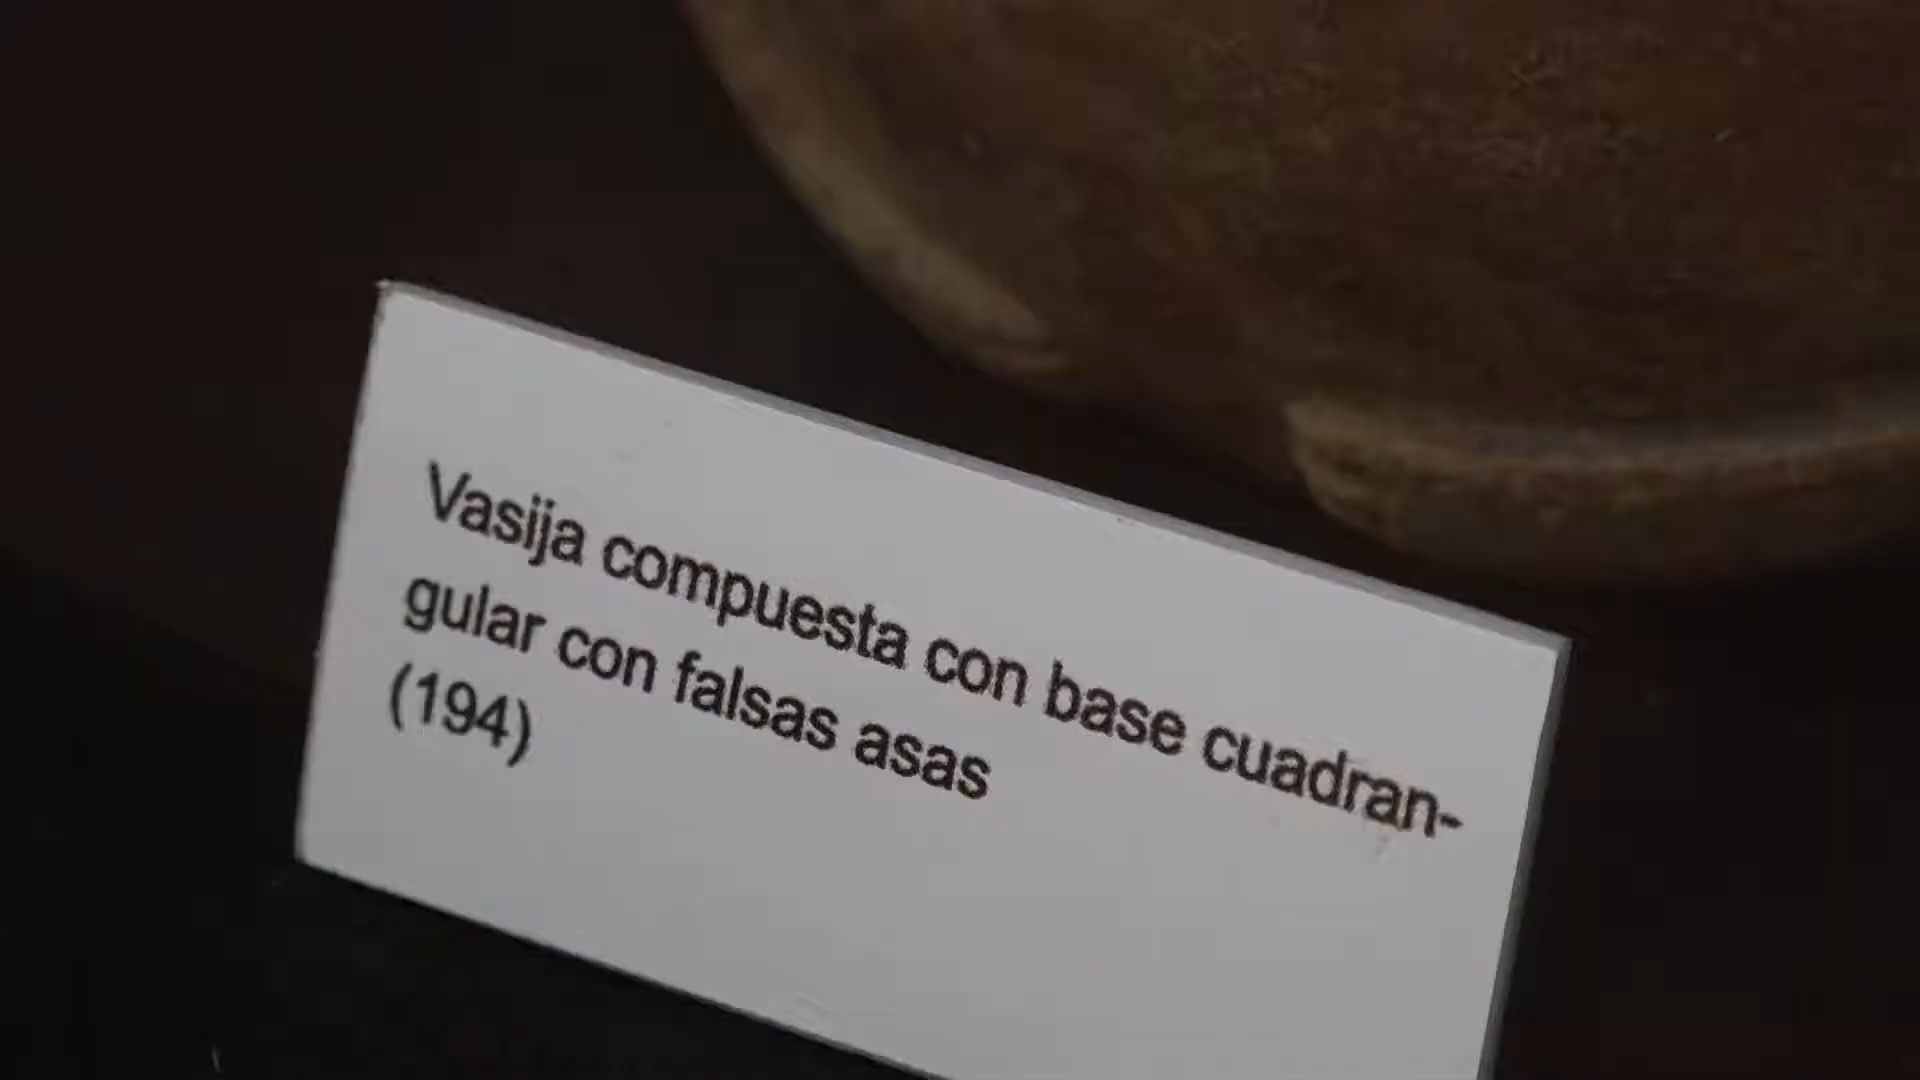 Vasija compuesta con base cuadran-
gular con falsas asas
(194)